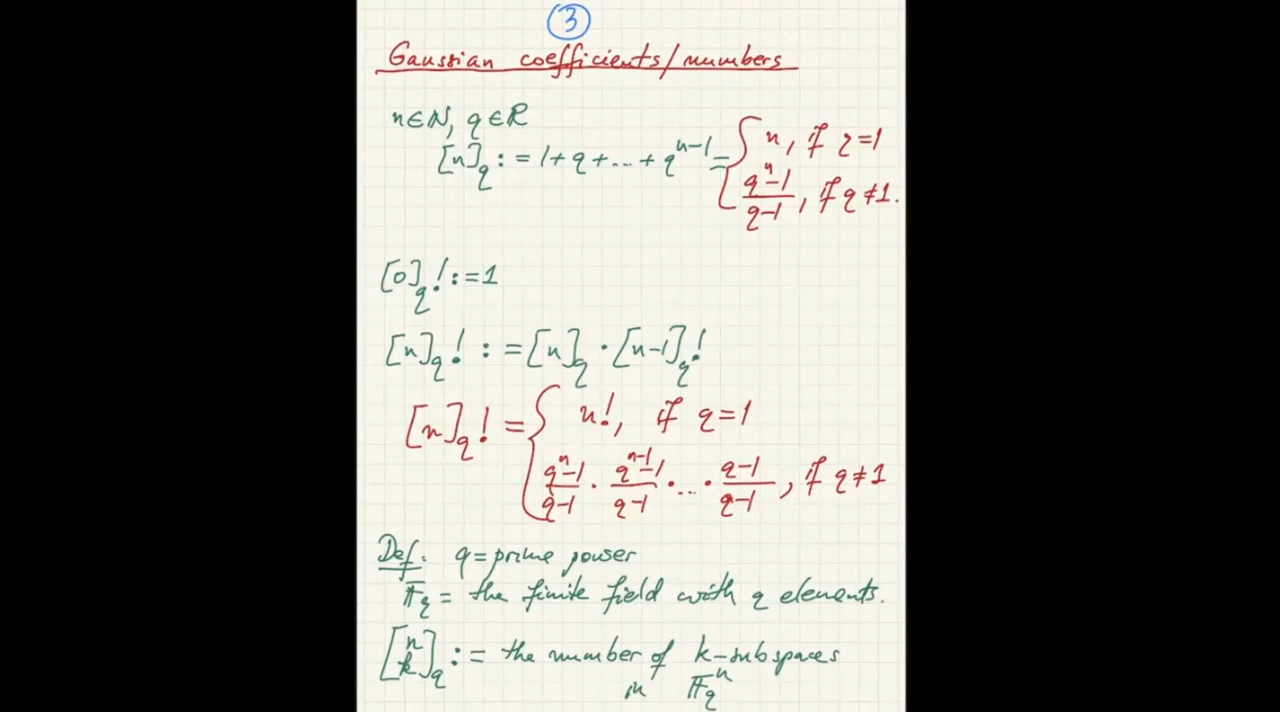 3
Gaussian coefficients/numbers
n∈N, q∈R
[n]_q := 1+q+...+q^{n-1} = { n, if q=1
(q^n-1)/(q-1), if q≠1.
[0]_q! := 1
[n]_q! := [n]_q · [n-1]_q!
[n]_q! = { n!, if q=1
(q^n-1)/(q-1) · (q^{n-1}-1)/(q-1) · ... · (q-1)/(q-1), if q≠1
Def: q = prime power
F_q = the finite field with q elements.
[n k]_q := the number of k-subspaces
in F_q^n